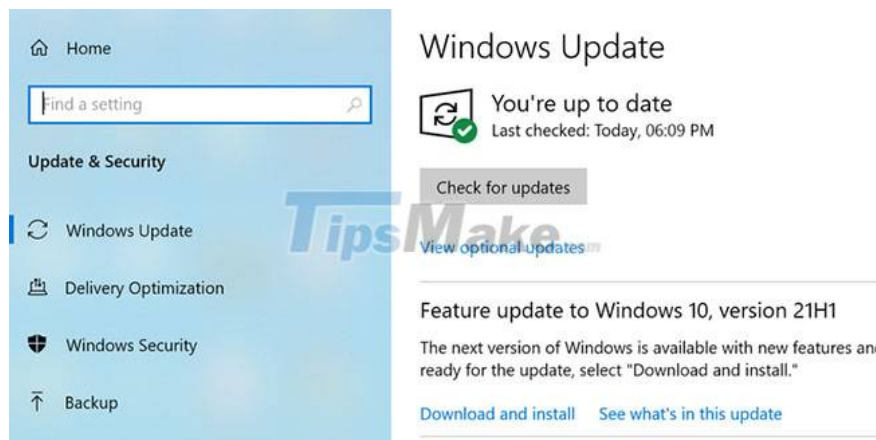 Home
Find a setting
Update & Security
Windows Update
Delivery Optimization
Windows Security
Backup
Windows Update
You're up to date
Last checked: Today, 06:09 PM
Check for updates
TipsMake.com
View optional updates
Feature update to Windows 10, version 21H1
The next version of Windows is available with new features an
ready for the update, select "Download and install."
Download and install See what's in this update